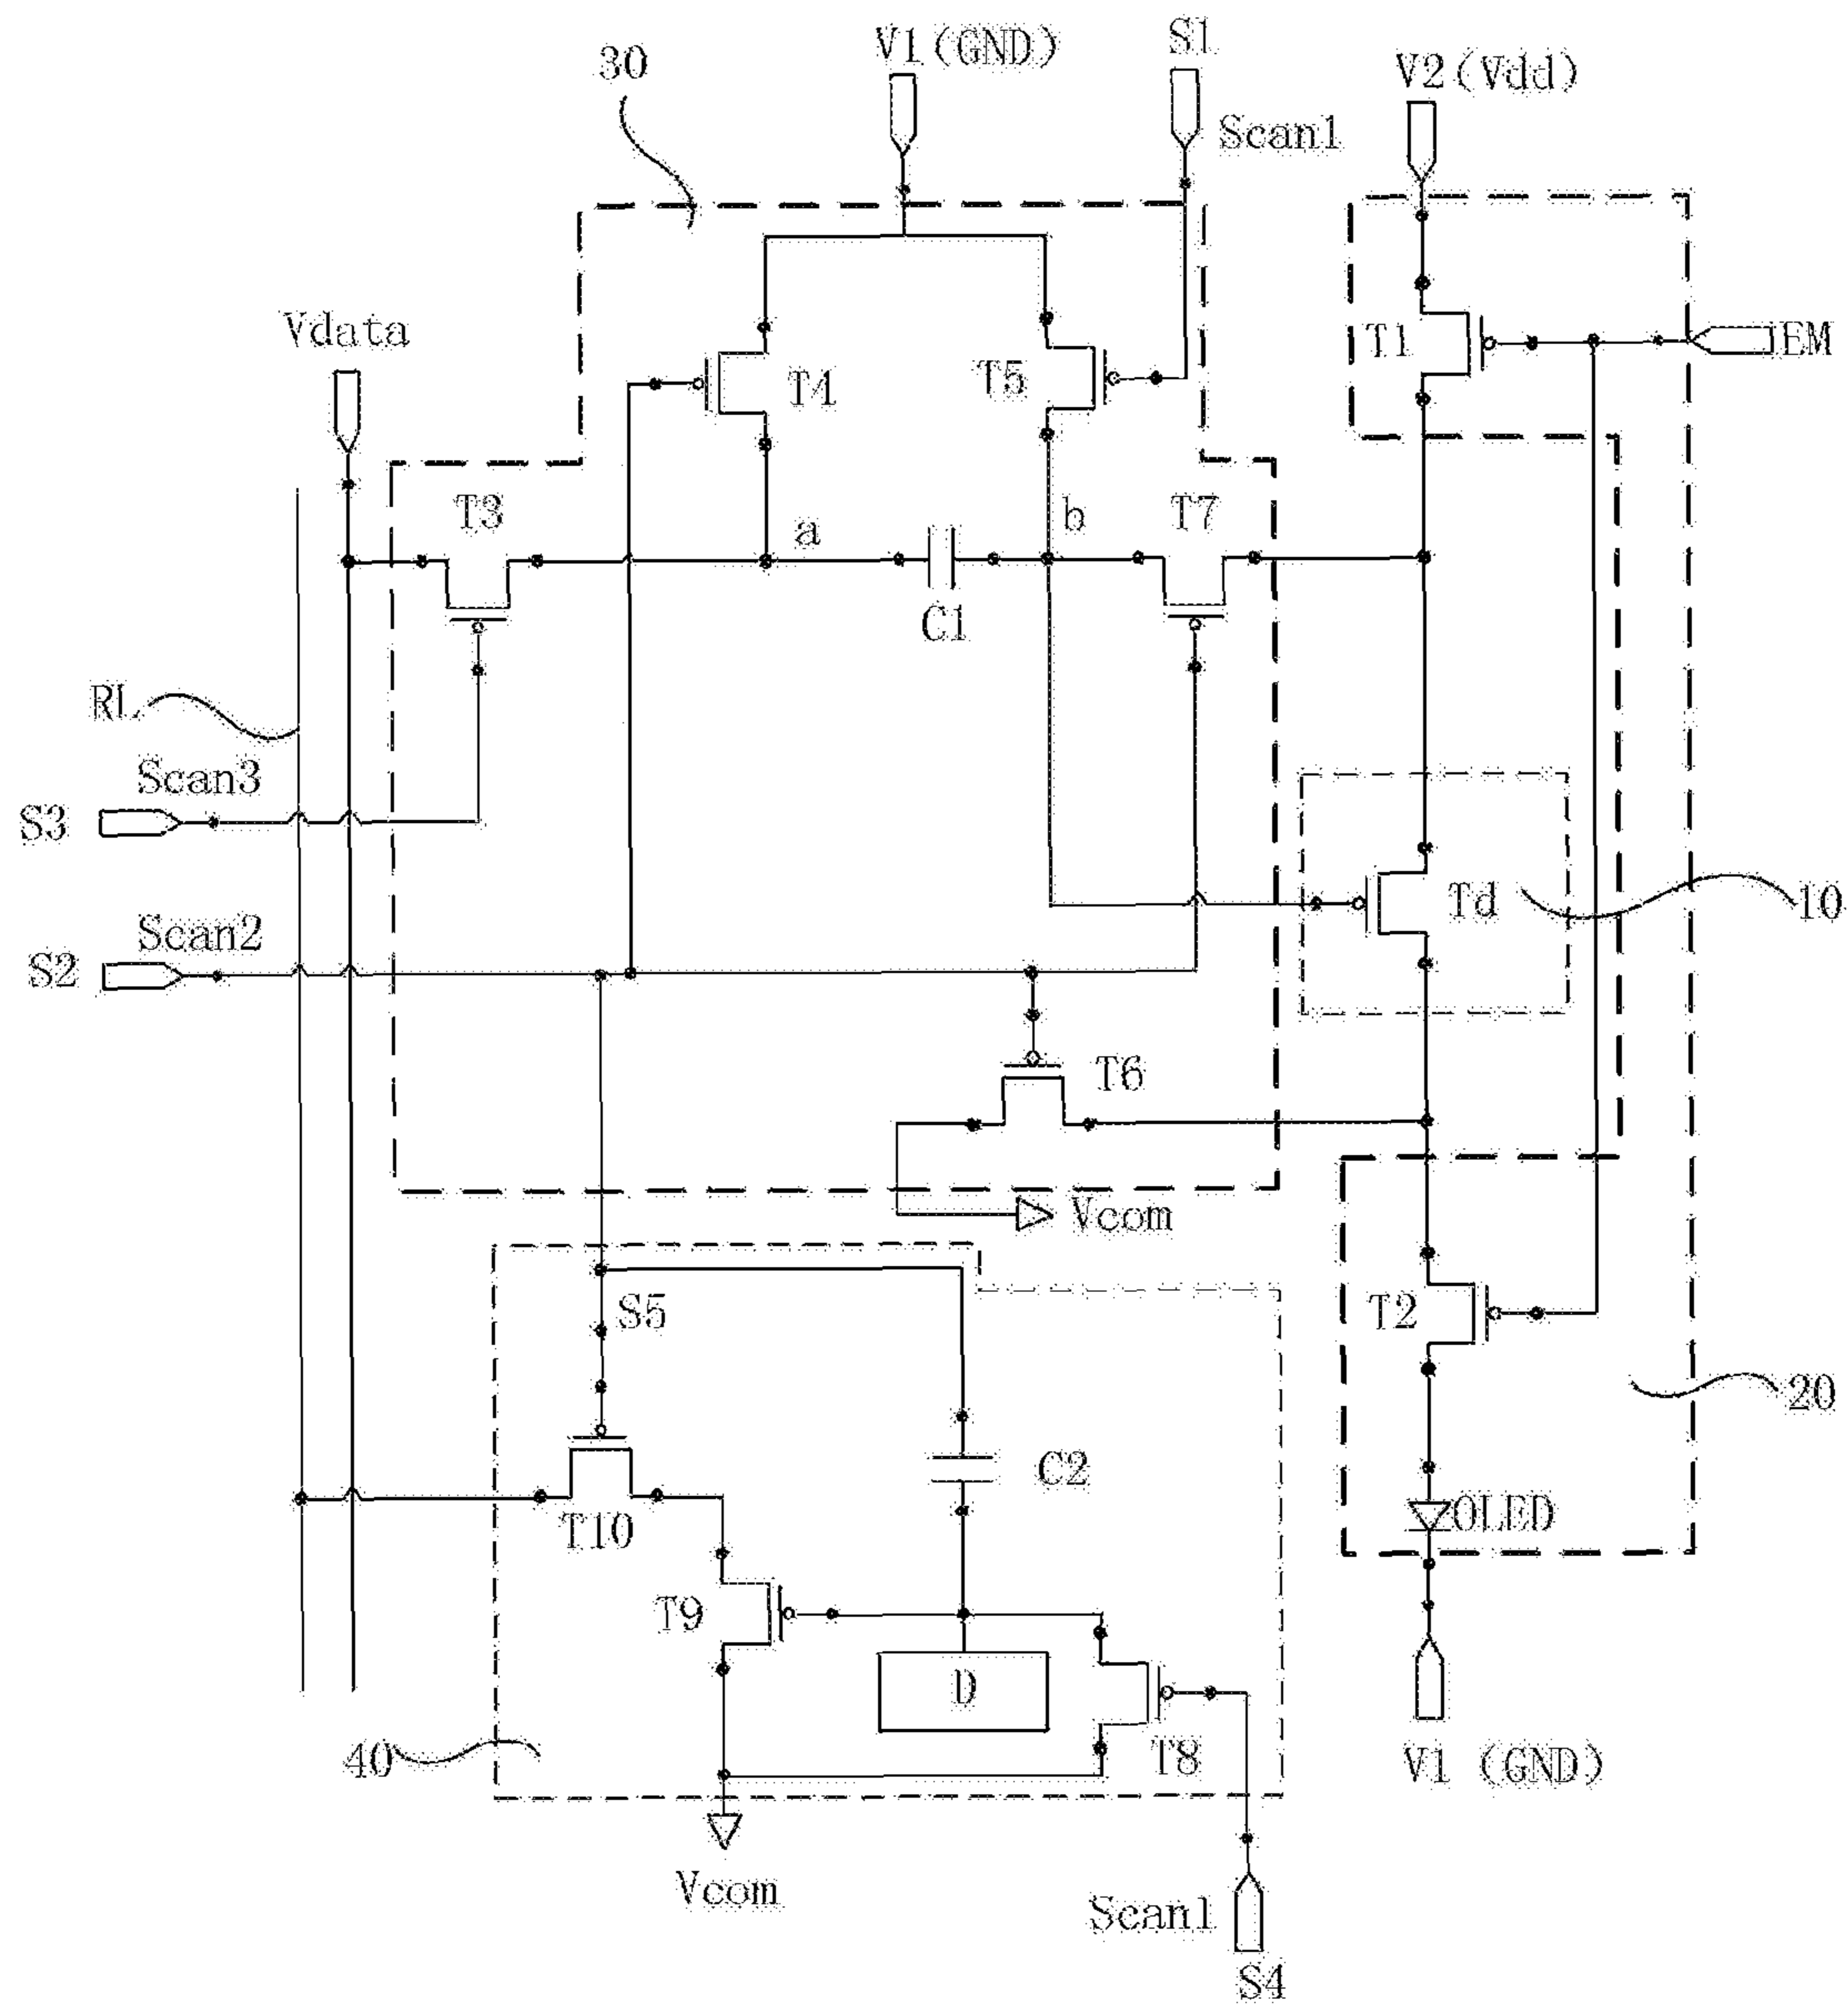 V1(GND)
S1
30
V2(Vdd)
Scan1
Vdata
T1
EM
T4
T5
T3
a
b
T7
C1
RL
Scan3
S3
Td
10
Scan2
S2
T6
Vcom
S5
T2
20
C2
OLED
T10
T9
D
40
T8
V1 (GND)
Vcom
Scan1
S4